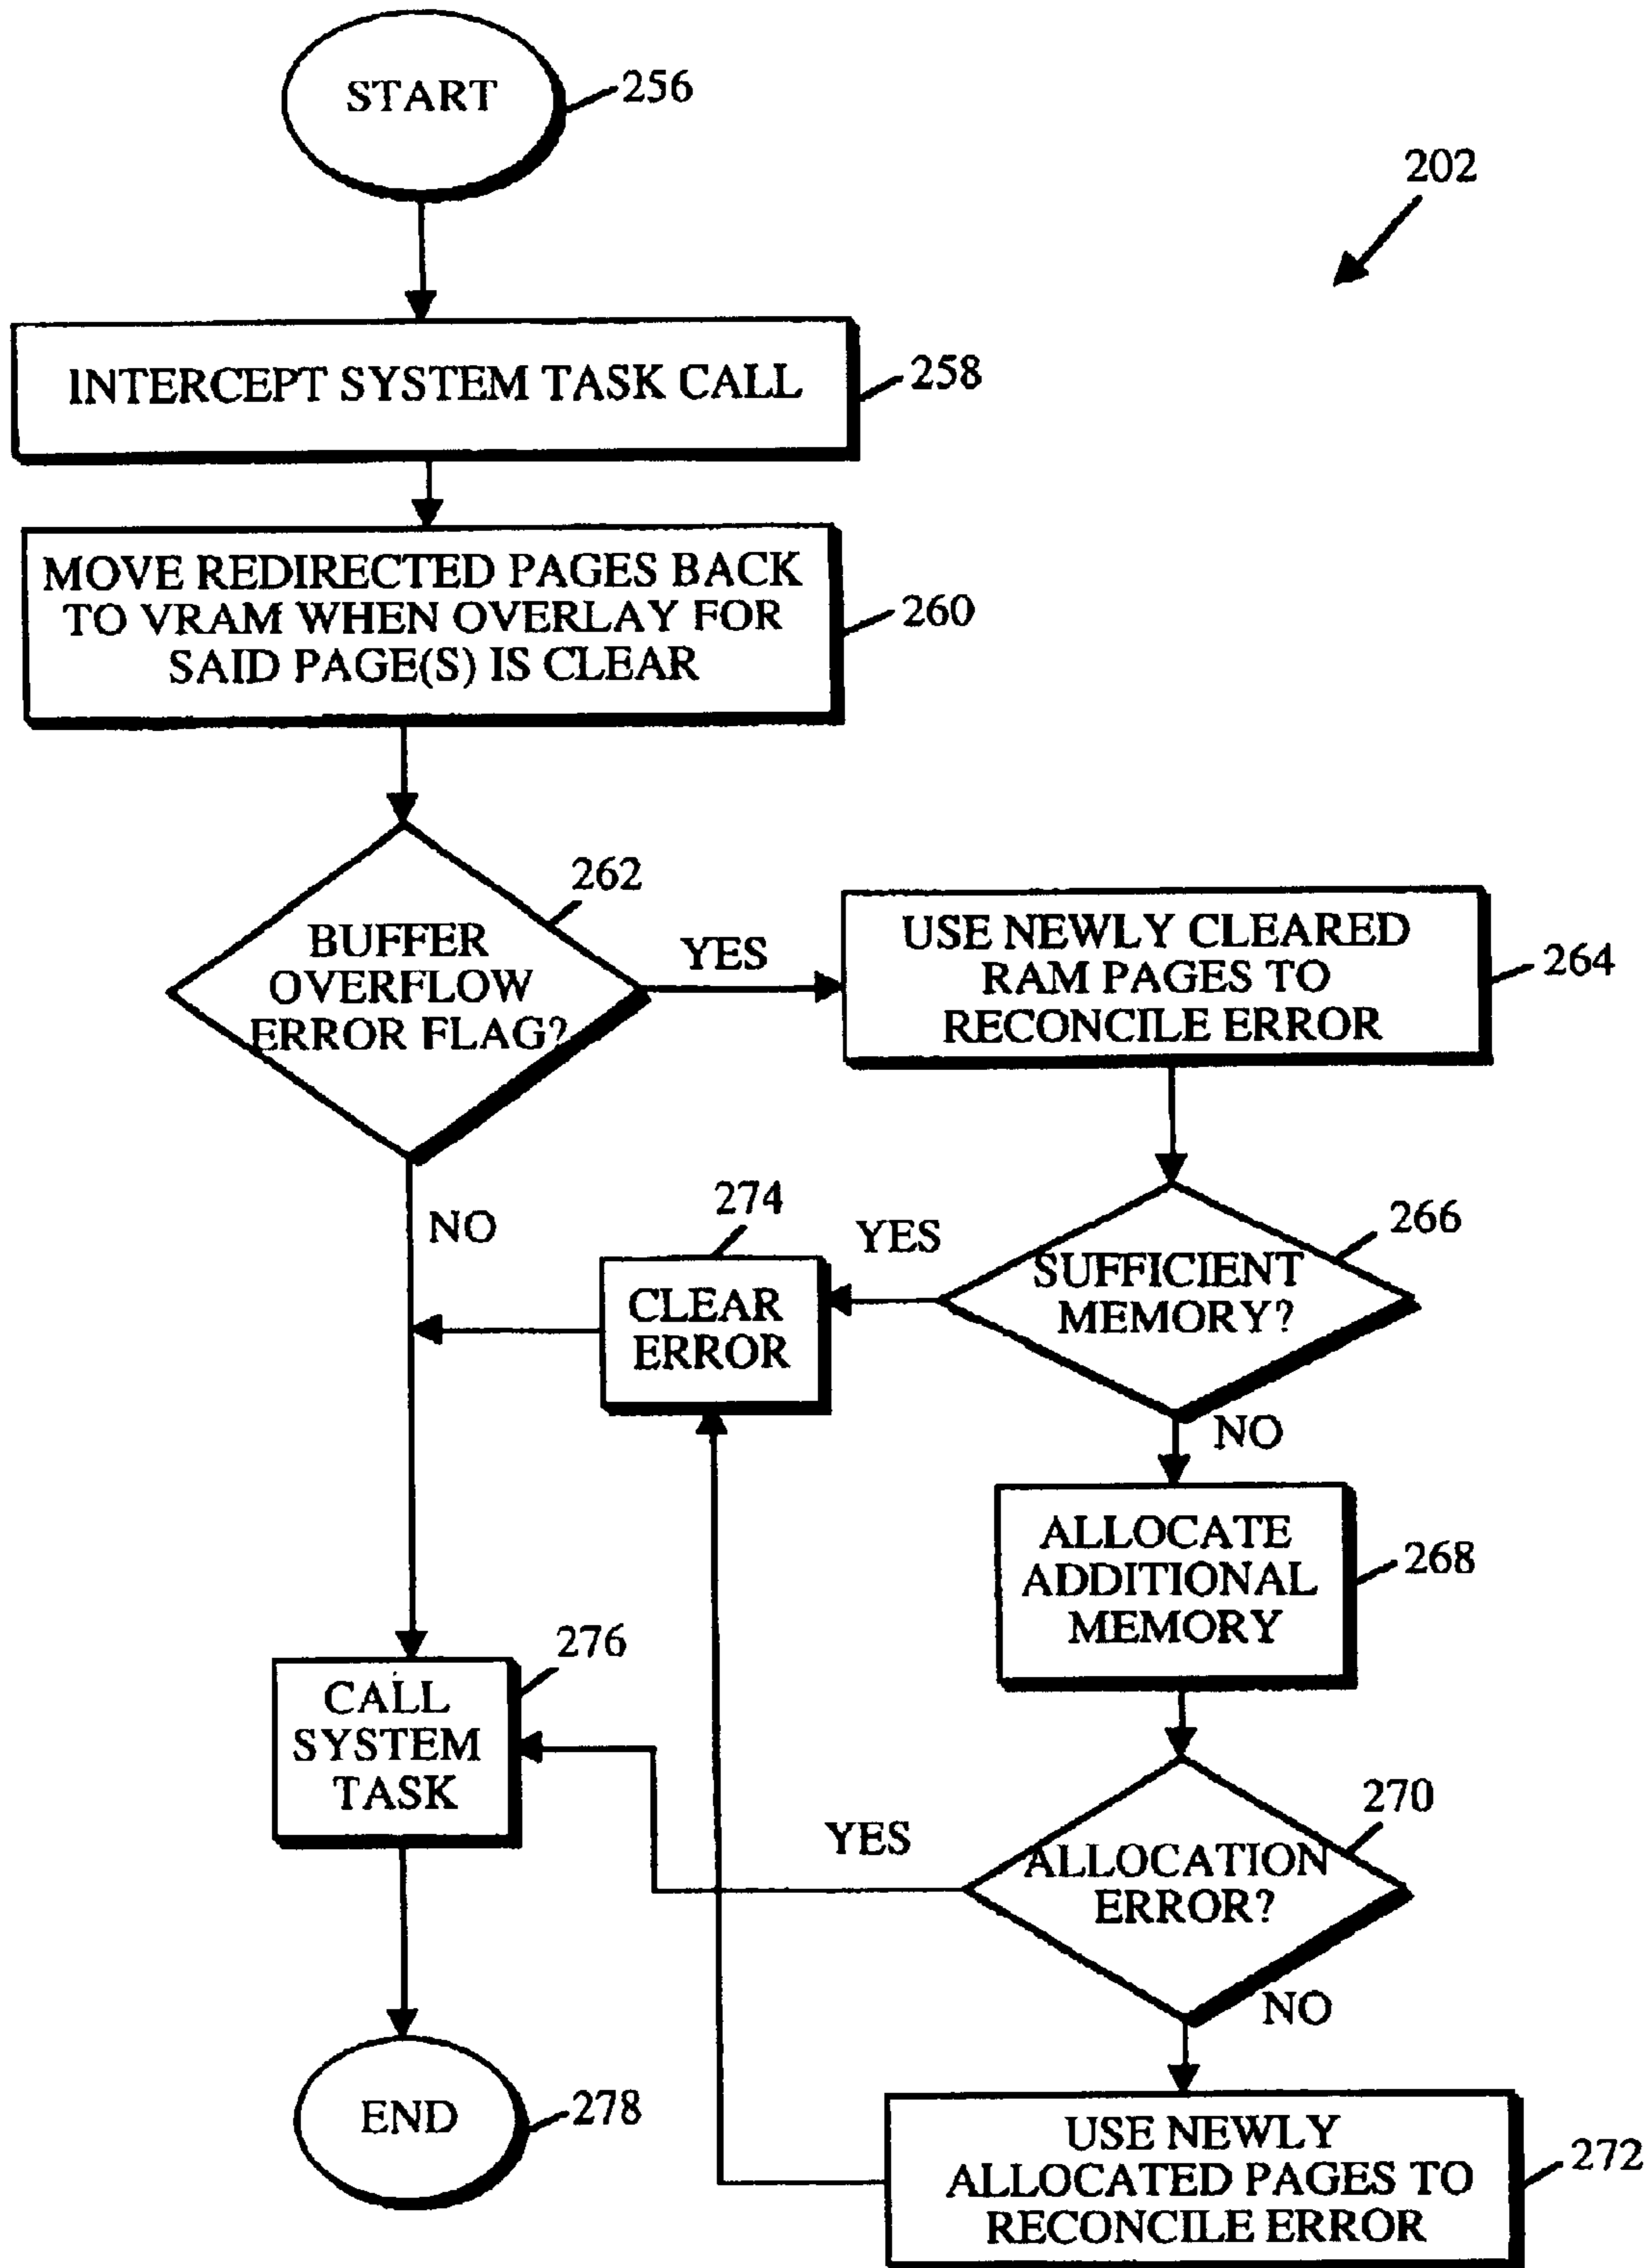 START
256
202
INTERCEPT SYSTEM TASK CALL
258
MOVE REDIRECTED PAGES BACK
TO VRAM WHEN OVERLAY FOR
SAID PAGE(S) IS CLEAR
260
262
BUFFER
OVERFLOW
ERROR FLAG?
YES
USE NEWLY CLEARED
RAM PAGES TO
RECONCILE ERROR
264
NO
274
CLEAR
ERROR
YES
266
SUFFICIENT
MEMORY?
NO
ALLOCATE
ADDITIONAL
MEMORY
268
276
CALL
SYSTEM
TASK
YES
270
ALLOCATION
ERROR?
NO
END
278
USE NEWLY
ALLOCATED PAGES TO
RECONCILE ERROR
272